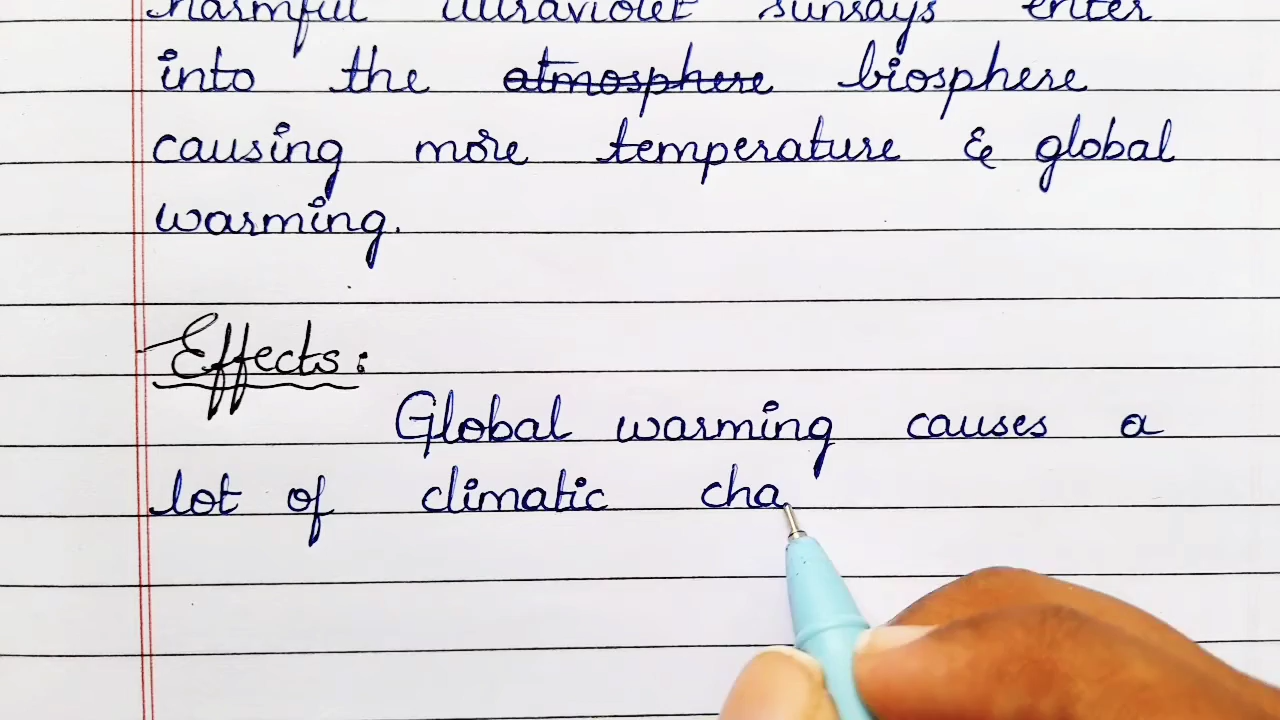 harmful ultraviolet sunrays enter
into the atmosphere biosphere
causing more temperature & global
warming.
Effects:
Global warming causes a
lot of climatic cha